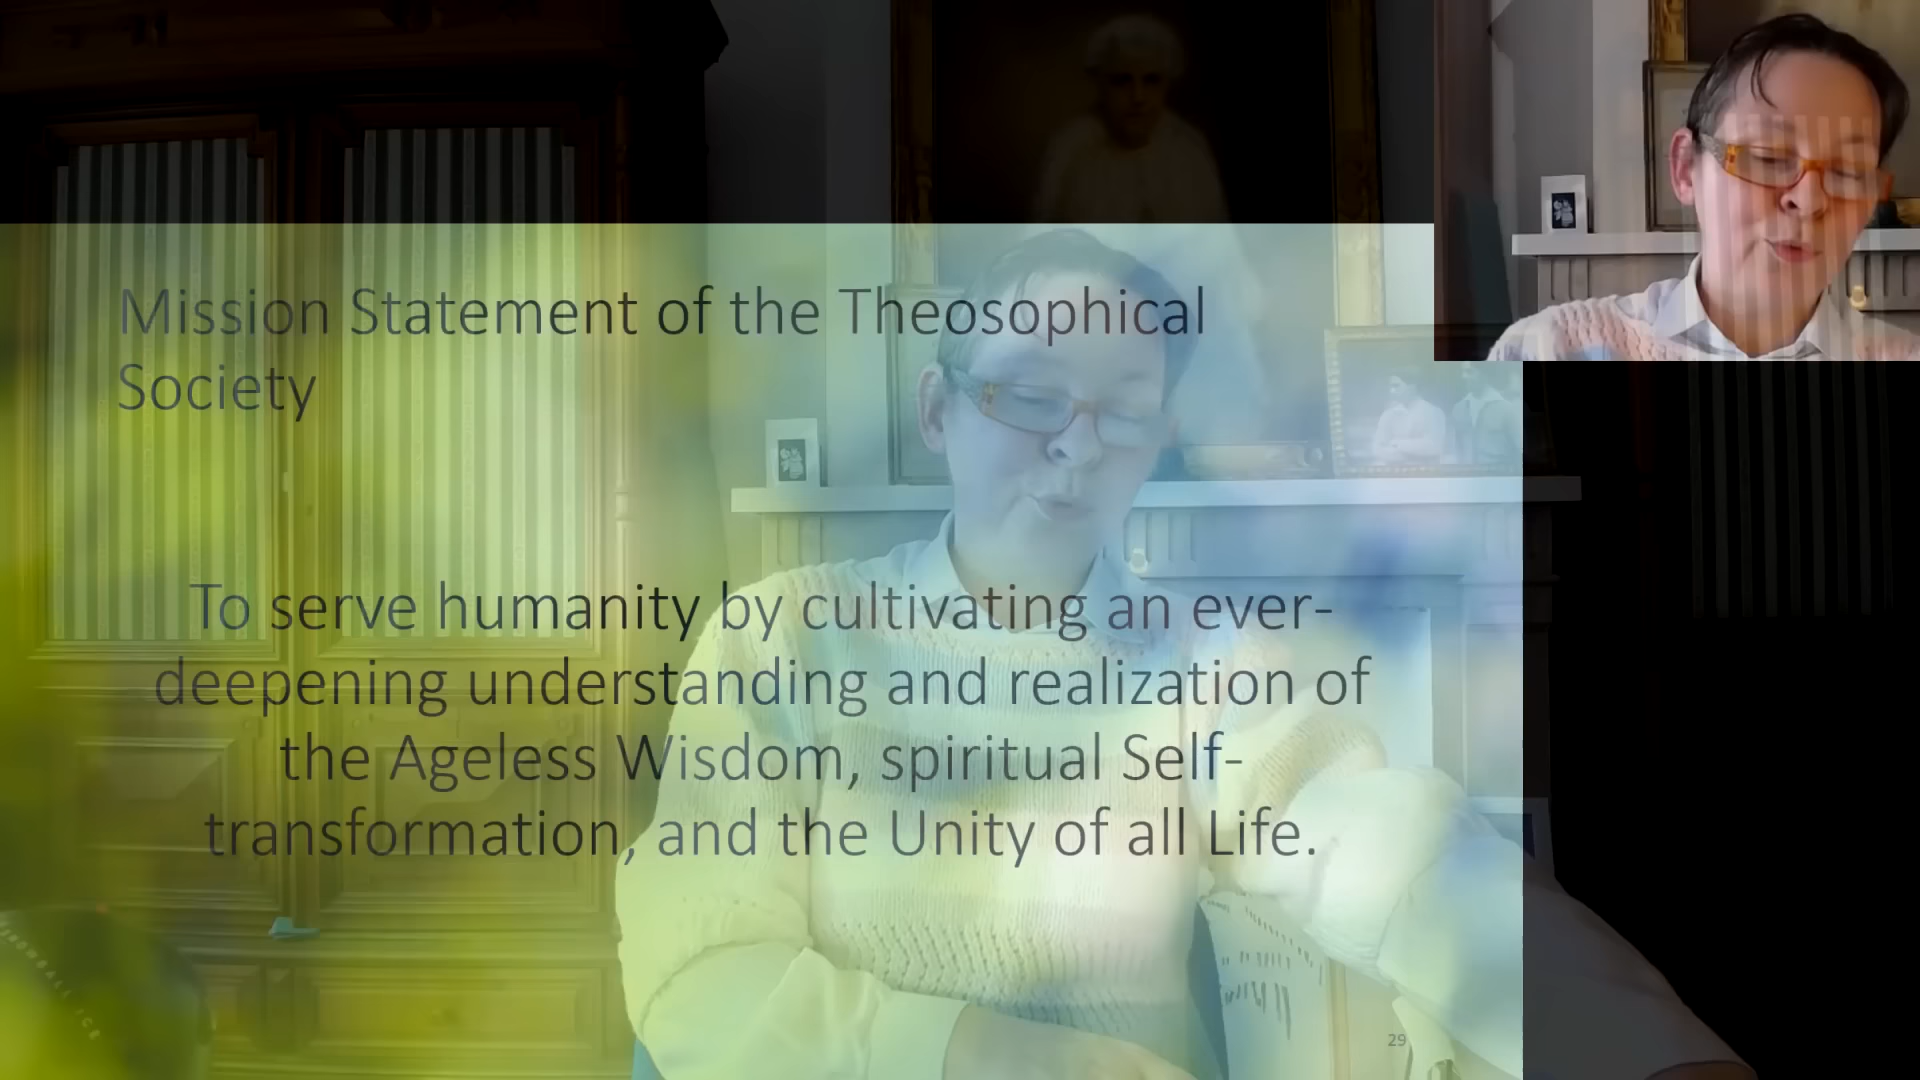 Mission Statement of the Theosophical
Society
To serve humanity by cultivating an ever-
deepening understanding and realization of
the Ageless Wisdom, spiritual Self-
transformation, and the Unity of all Life.
29